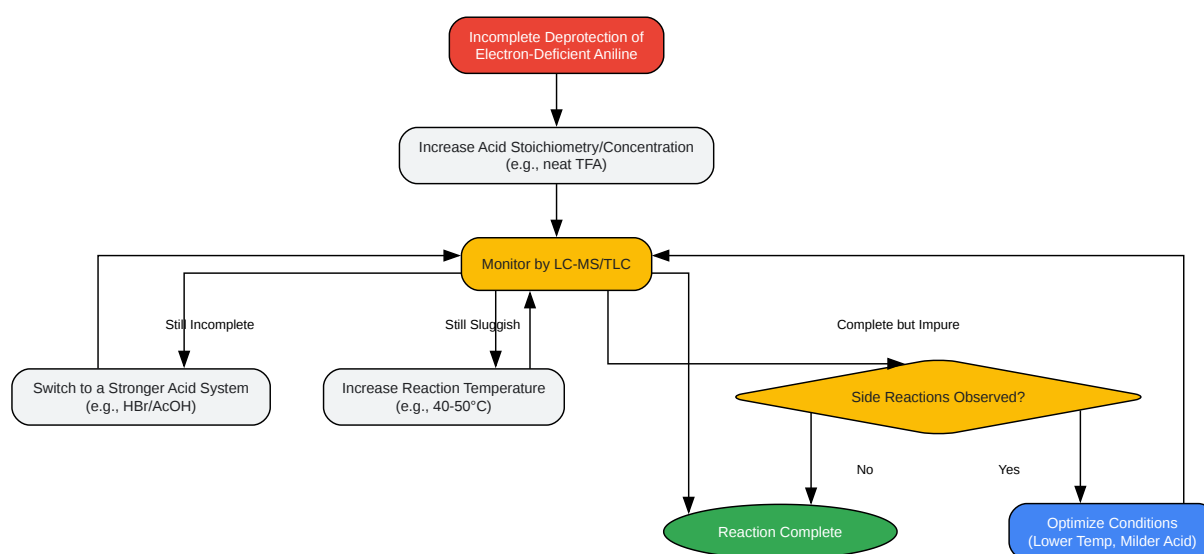 Incomplete Deprotection of
Electron-Deficient Aniline
Increase Acid Stoichiometry/Concentration
(e.g., neat TFA)
Monitor by LC-MS/TLC
Still Incomplete
Still Sluggish
Complete but Impure
Switch to a Stronger Acid System
(e.g., HBr/AcOH)
Increase Reaction Temperature
(e.g., 40-50°C)
Side Reactions Observed?
No
Yes
Reaction Complete
Optimize Conditions
(Lower Temp, Milder Acid)